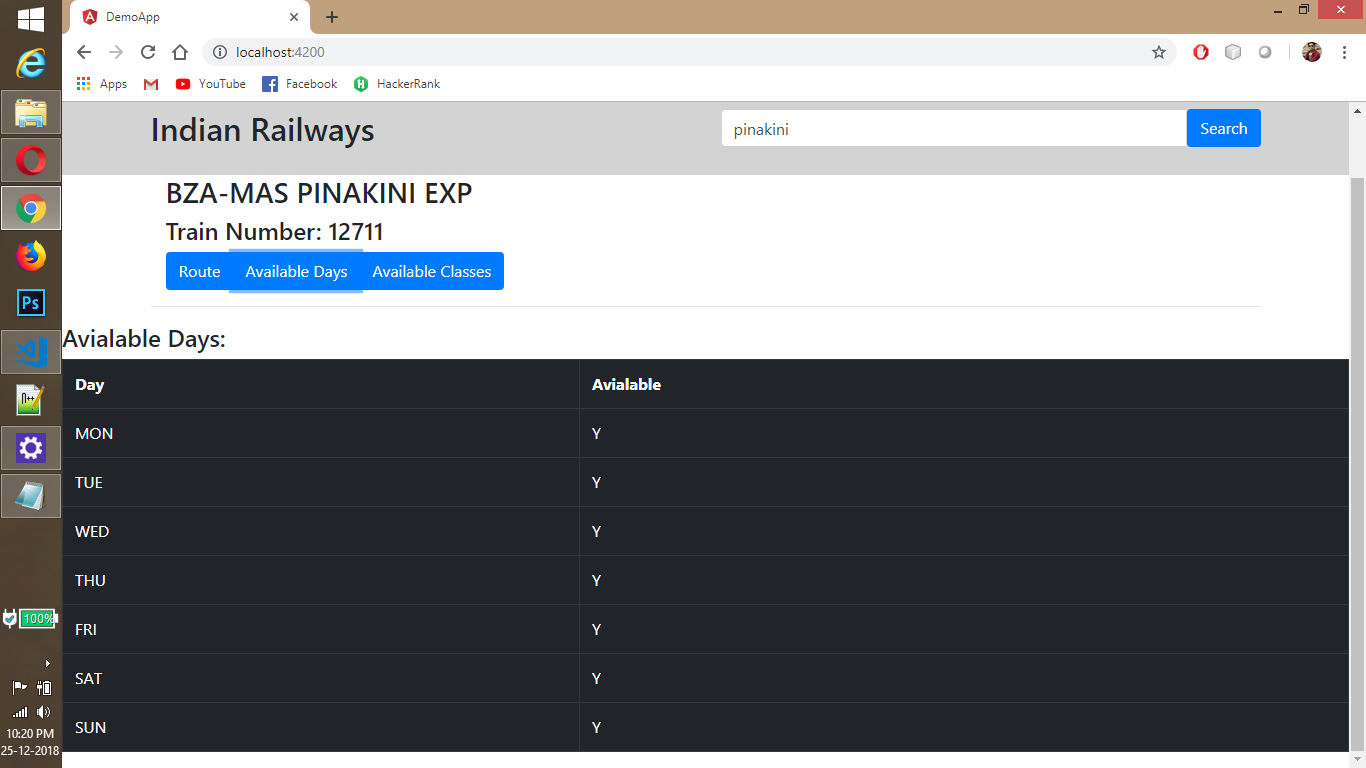 DemoApp
localhost:4200
Apps
YouTube
Facebook
HackerRank
Indian Railways
pinakini
Search
BZA-MAS PINAKINI EXP
Train Number: 12711
Route
Available Days
Available Classes
Avialable Days:
Day Avialable
MON Y
TUE Y
WED Y
THU Y
FRI Y
SAT Y
SUN Y
Ps
100%
10:20 PM
25-12-2018